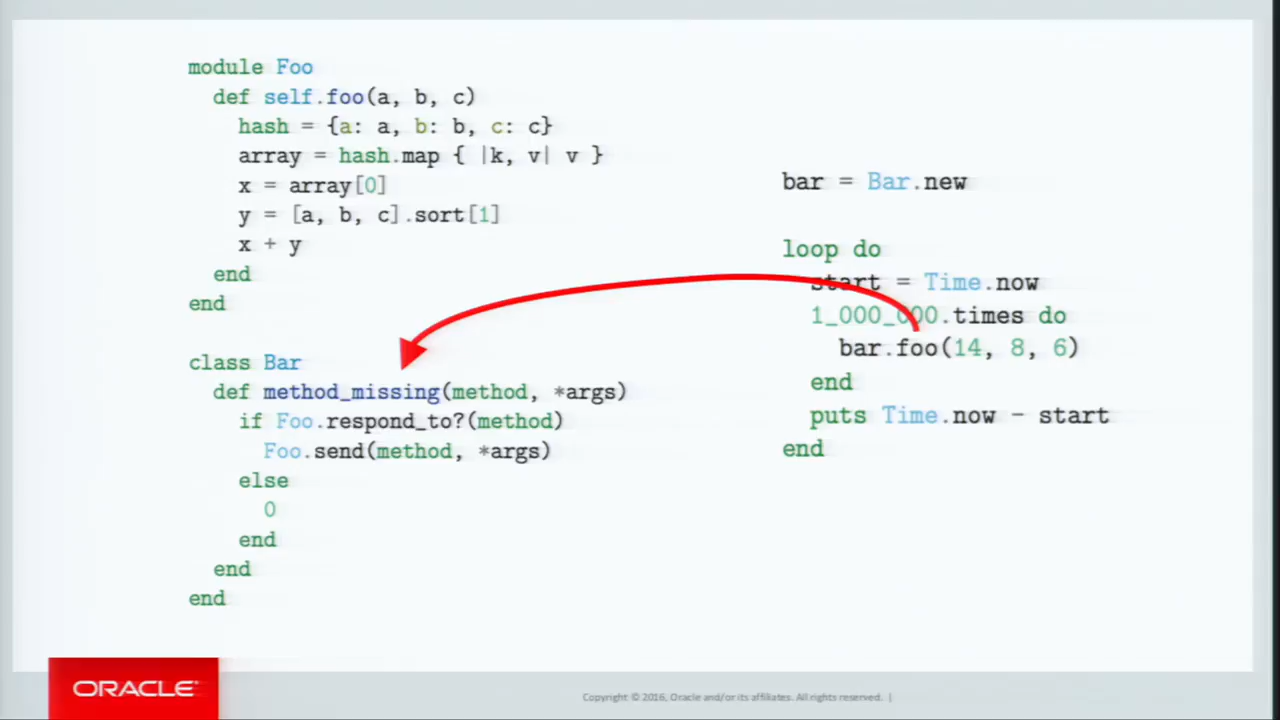 module Foo
  def self.foo(a, b, c)
    hash = {a: a, b: b, c: c}
    array = hash.map { |k, v| v }
    x = array[0]
    y = [a, b, c].sort[1]
    x + y
  end
end
class Bar
  def method_missing(method, *args)
    if Foo.respond_to?(method)
      Foo.send(method, *args)
    else
      0
    end
  end
end
bar = Bar.new
loop do
  start = Time.now
  1_000_000.times do
    bar.foo(14, 8, 6)
  end
  puts Time.now - start
end
ORACLE
Copyright © 2016, Oracle and/or its affiliates. All rights reserved. |